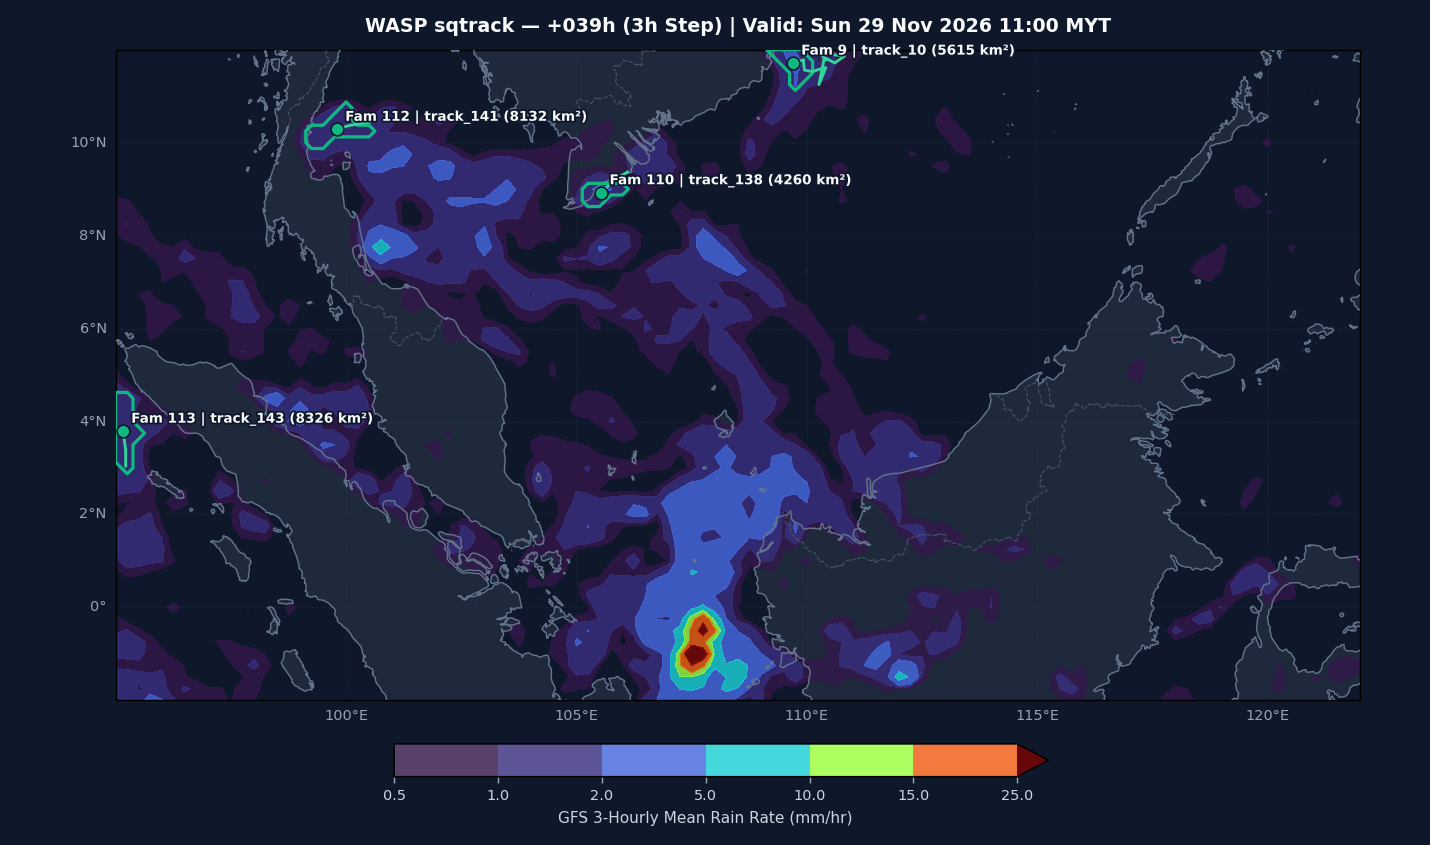 WASP sqtrack — +039h (3h Step) | Valid: Sun 29 Nov 2026 11:00 MYT
Fam 9 | track_10 (5615 km²)
Fam 112 | track_141 (8132 km²)
Fam 110 | track_138 (4260 km²)
Fam 113 | track_143 (8326 km²)
10°N
8°N
6°N
4°N
2°N
0°
100°E 105°E 110°E 115°E 120°E
0.5 1.0 2.0 5.0 10.0 15.0 25.0
GFS 3-Hourly Mean Rain Rate (mm/hr)